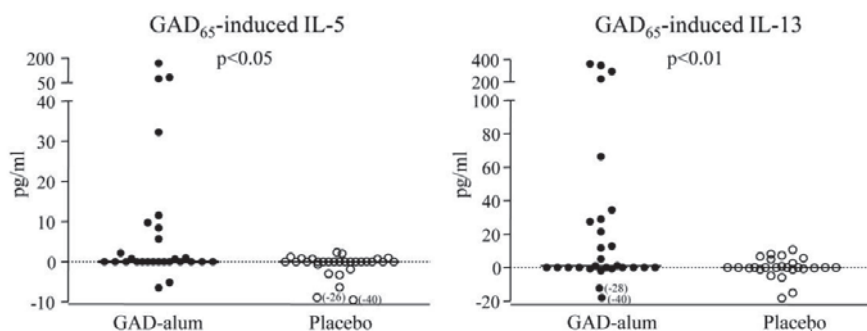 GAD₆₅-induced IL-5
p<0.05
pg/ml
200
50
40
30
20
10
0
-10
(-26)
(-40)
GAD-alum
Placebo
GAD₆₅-induced IL-13
p<0.01
pg/ml
400
200
100
80
60
40
20
0
-20
(-28)
(-40)
GAD-alum
Placebo